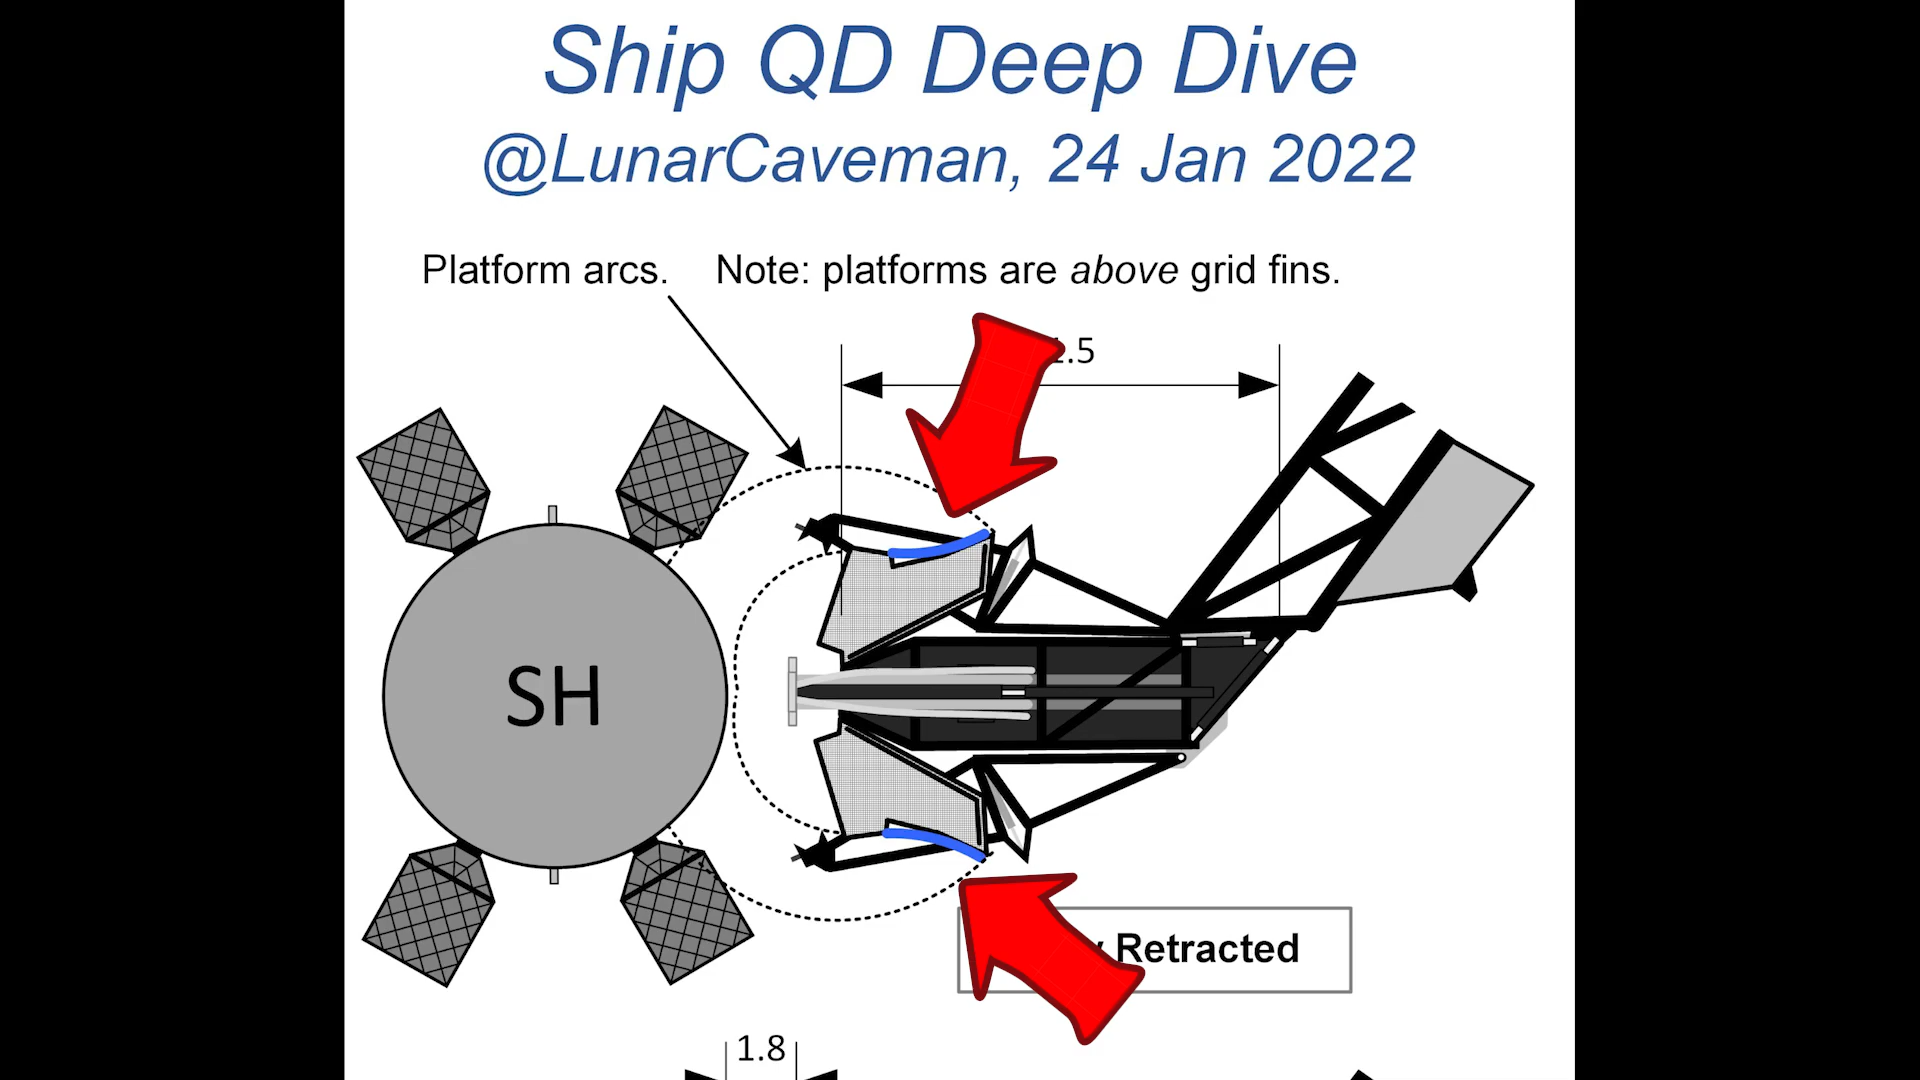 Ship QD Deep Dive
@LunarCaveman, 24 Jan 2022
Platform arcs. Note: platforms are above grid fins.
.5
SH
Retracted
1.8